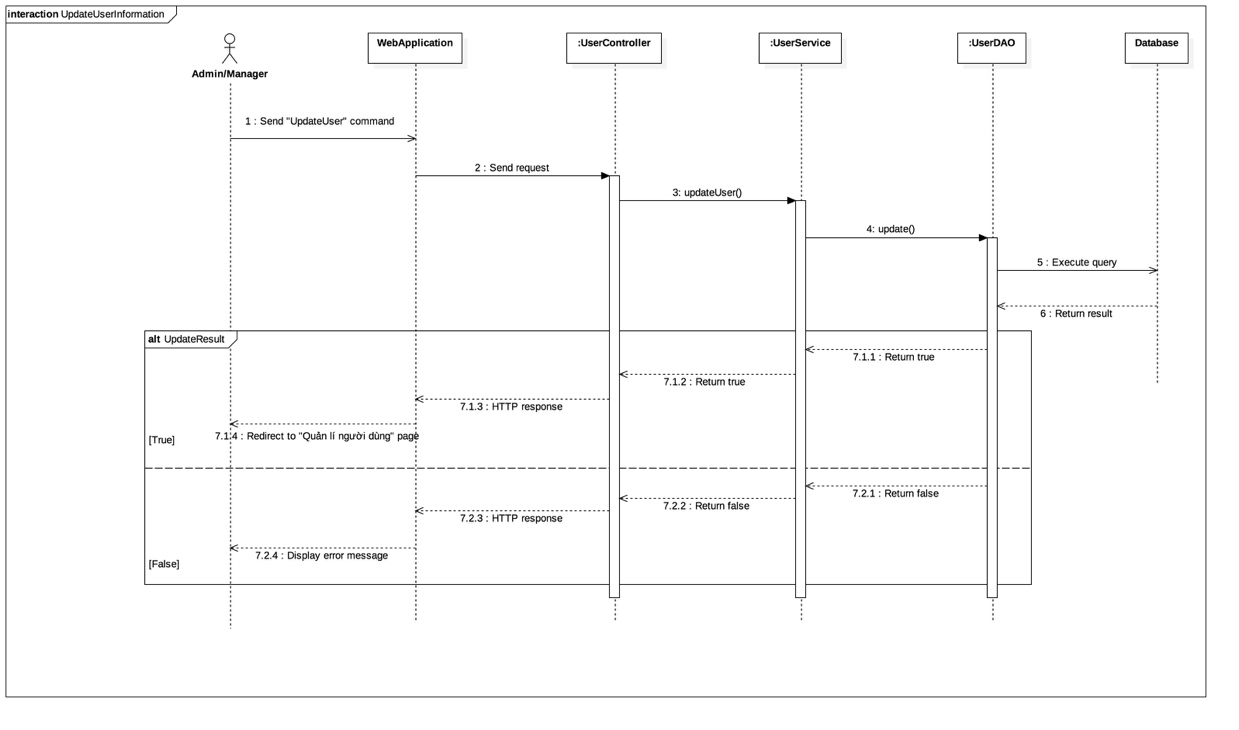 interaction UpdateUserInformation
Admin/Manager
WebApplication
:UserController
:UserService
:UserDAO
Database
1 : Send "UpdateUser" command
2 : Send request
3: updateUser()
4: update()
5 : Execute query
6 : Return result
alt UpdateResult
7.1.1 : Return true
7.1.2 : Return true
7.1.3 : HTTP response
7.1.4 : Redirect to "Quản lí người dùng" page
[True]
7.2.1 : Return false
7.2.2 : Return false
7.2.3 : HTTP response
7.2.4 : Display error message
[False]